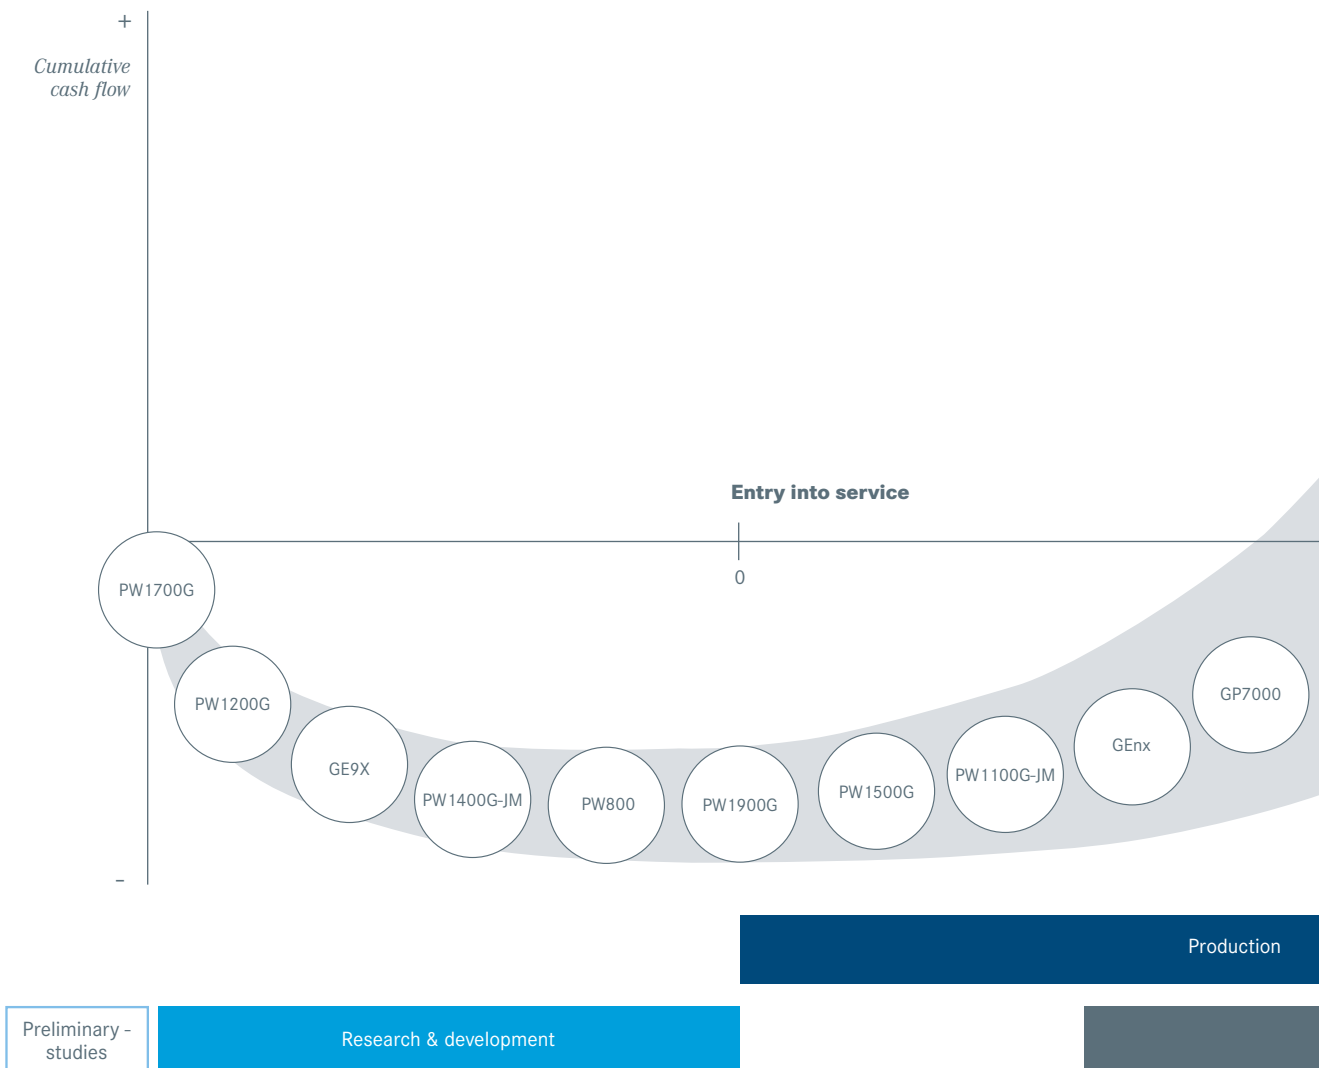 +
Cumulative
cash flow
Entry into service
0
PW1700G
PW1200G
GE9X
PW1400G-JM
PW800
PW1900G
PW1500G
PW1100G-JM
GEnx
GP7000
–
Production
Preliminary -
studies
Research & development